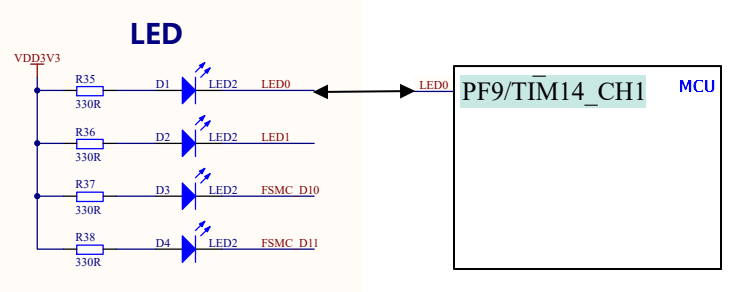 LED
VDD3V3
R35
330R
D1
LED2
LED0
R36
330R
D2
LED2
LED1
R37
330R
D3
LED2
FSMC_D10
R38
330R
D4
LED2
FSMC_D11
LED0
PF9/TIM14_CH1
MCU